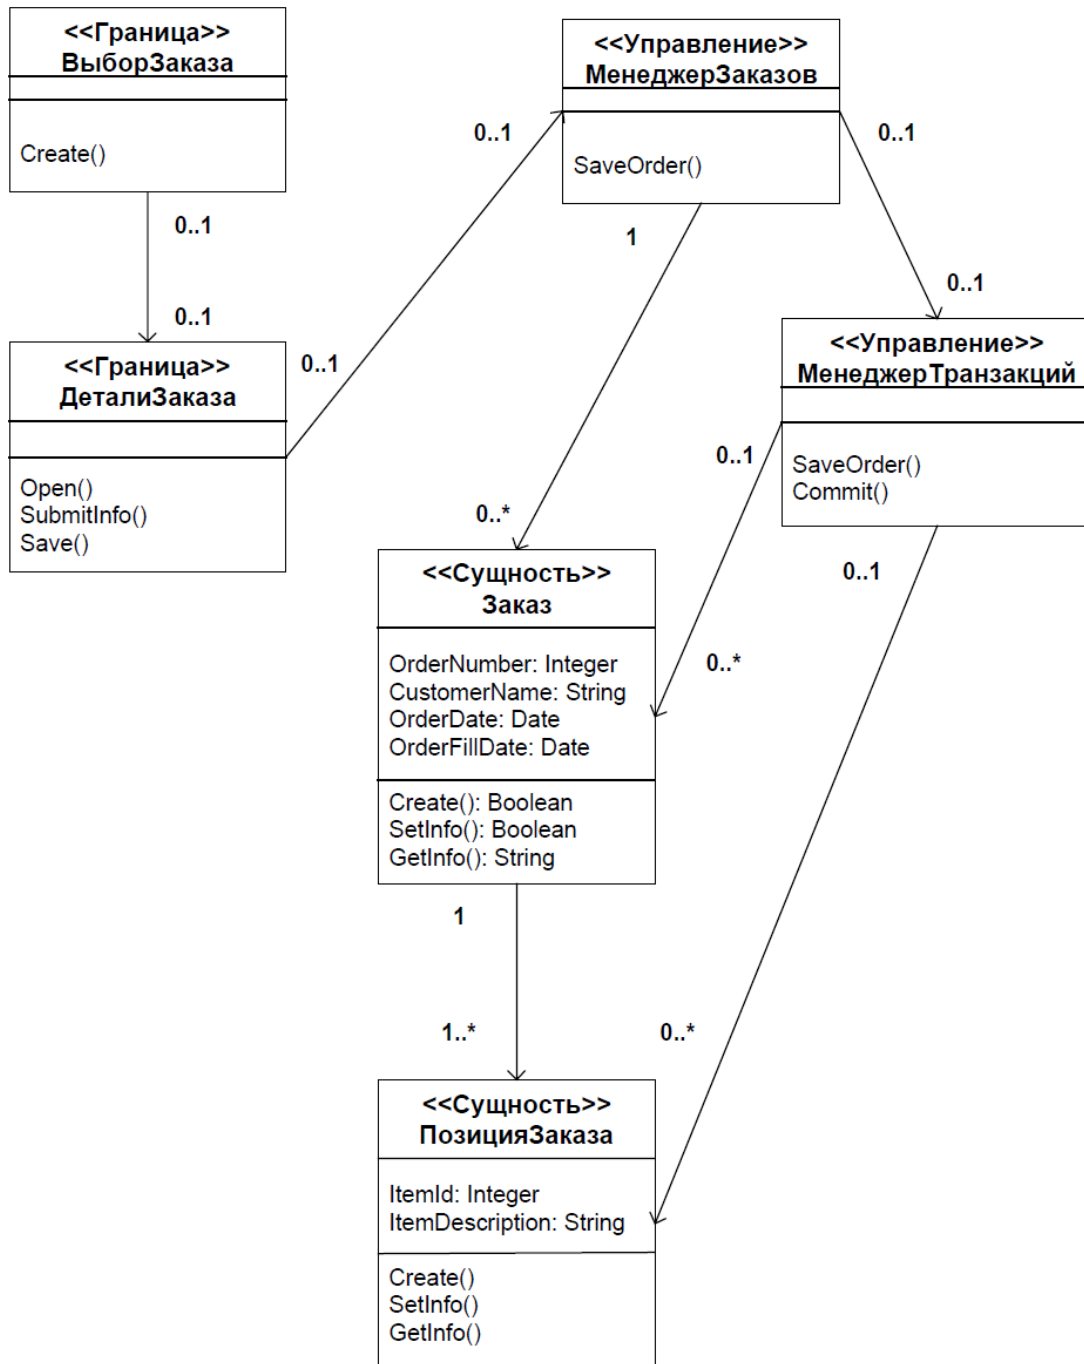 <<Граница>>
ВыборЗаказа
Create()
0..1
0..1
<<Граница>>
ДеталиЗаказа
Open()
SubmitInfo()
Save()
0..1
0..1
<<Управление>>
МенеджерЗаказов
SaveOrder()
1
0..*
0..1
0..1
<<Управление>>
МенеджерТранзакций
SaveOrder()
Commit()
0..1
0..*
0..1
0..*
<<Сущность>>
Заказ
OrderNumber: Integer
CustomerName: String
OrderDate: Date
OrderFillDate: Date
Create(): Boolean
SetInfo(): Boolean
GetInfo(): String
1
1..*
<<Сущность>>
ПозицияЗаказа
ItemId: Integer
ItemDescription: String
Create()
SetInfo()
GetInfo()